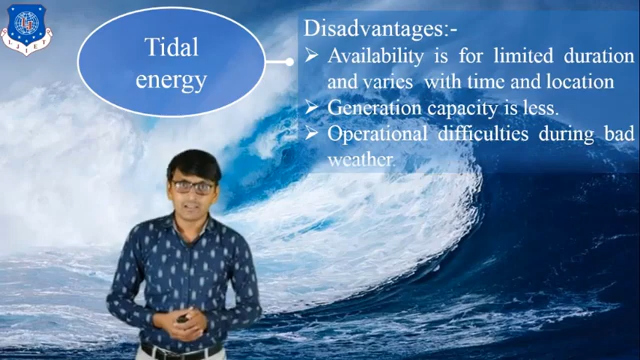 LJIET
Tidal
energy
Disadvantages:-
➢ Availability is for limited duration
and varies with time and location
➢ Generation capacity is less.
➢ Operational difficulties during bad
weather.